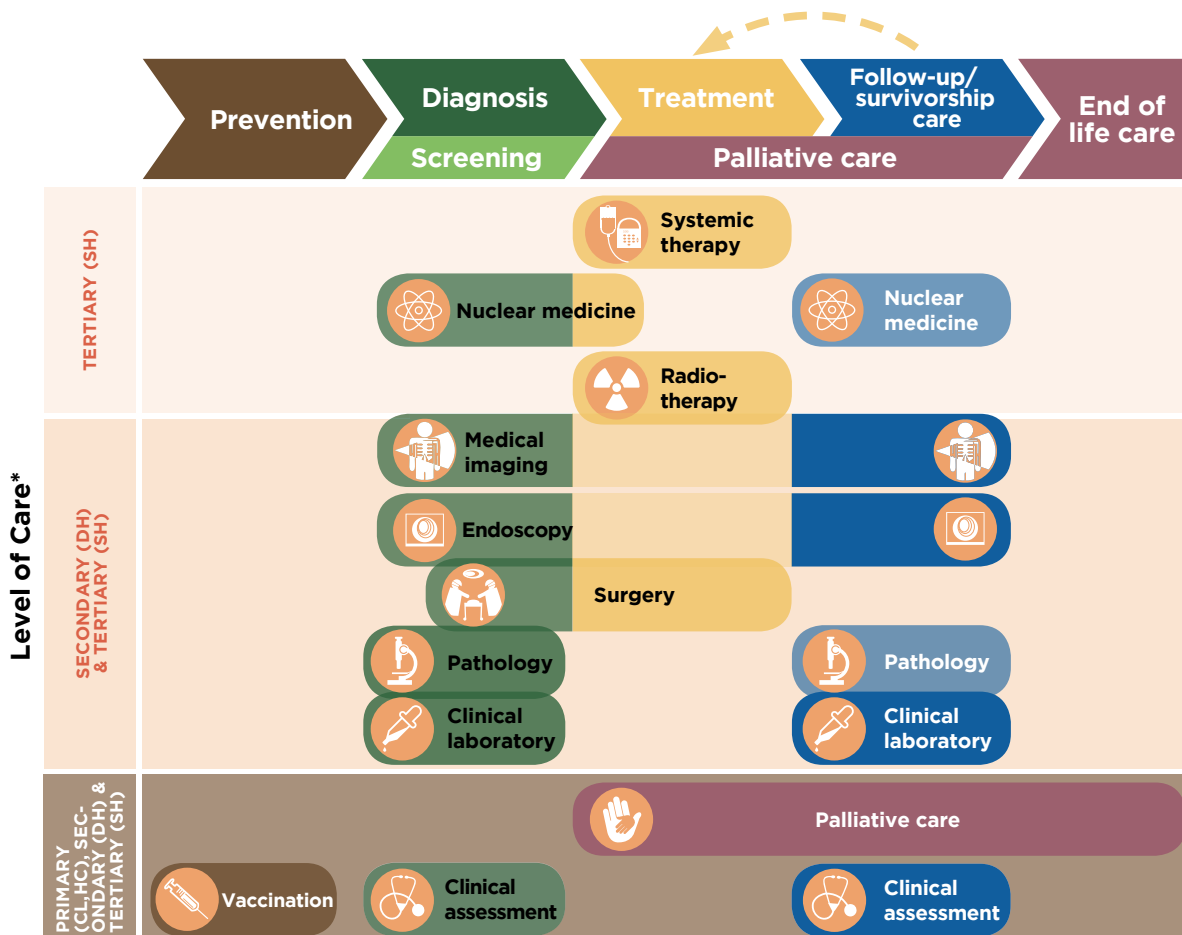 Prevention
Diagnosis
Screening
Treatment
Follow-up/
survivorship
care
Palliative care
End of
life care
Level of Care*
TERTIARY (SH)
Systemic
therapy
Nuclear medicine
Nuclear
medicine
Radio-
therapy
SECONDARY (DH)
& TERTIARY (SH)
Medical
imaging
Endoscopy
Surgery
Pathology
Pathology
Clinical
laboratory
Clinical
laboratory
PRIMARY
(CL,HC), SEC-
ONDARY (DH) &
TERTIARY (SH)
Palliative care
Vaccination
Clinical
assessment
Clinical
assessment